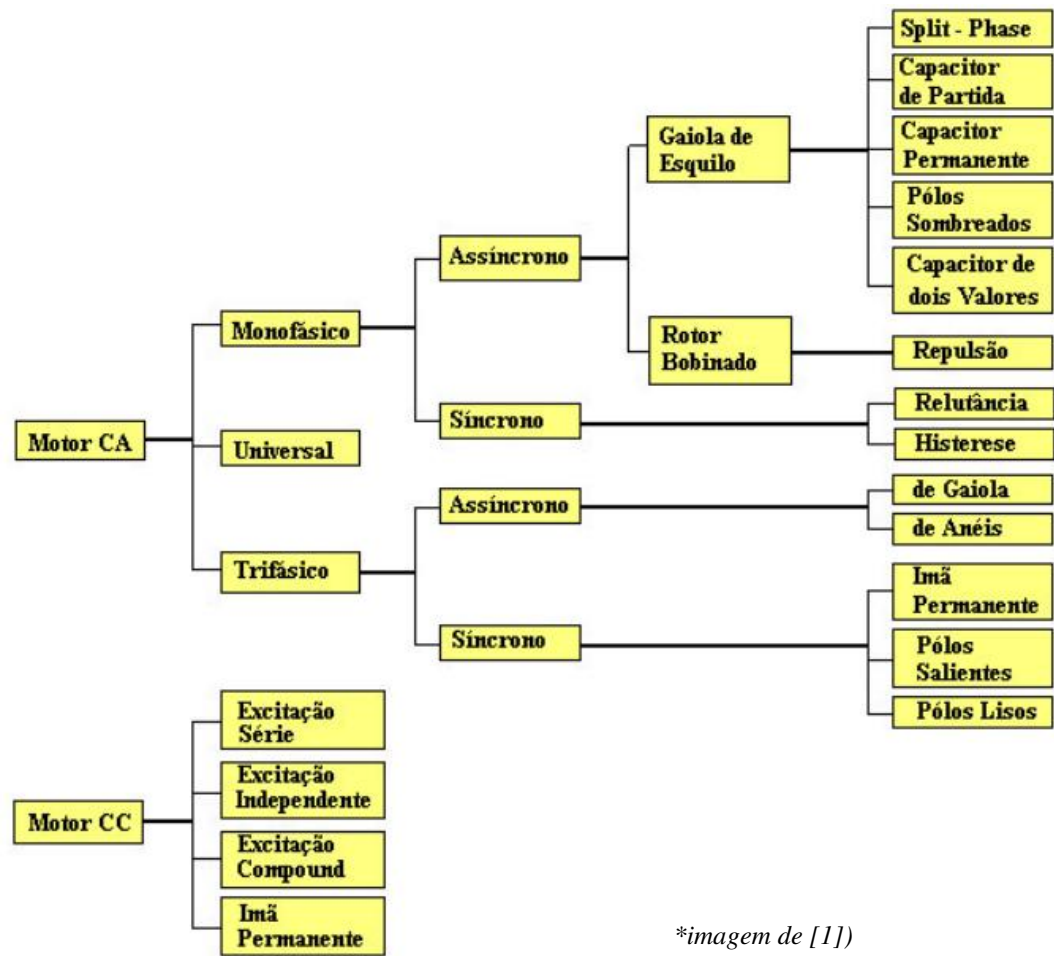 Split - Phase
Capacitor
de Partida
Gaiola de
Esquilo
Capacitor
Permanente
Pólos
Sombreados
Assíncrono
Capacitor de
dois Valores
Monofásico
Rotor
Bobinado
Repulsão
Síncrono
Relutância
Histerese
Motor CA
Universal
Assíncrono
de Gaiola
de Anéis
Trifásico
Imã
Permanente
Síncrono
Pólos
Salientes
Pólos Lisos
Excitação
Série
Excitação
Independente
Motor CC
Excitação
Compound
Imã
Permanente
*imagem de [1])